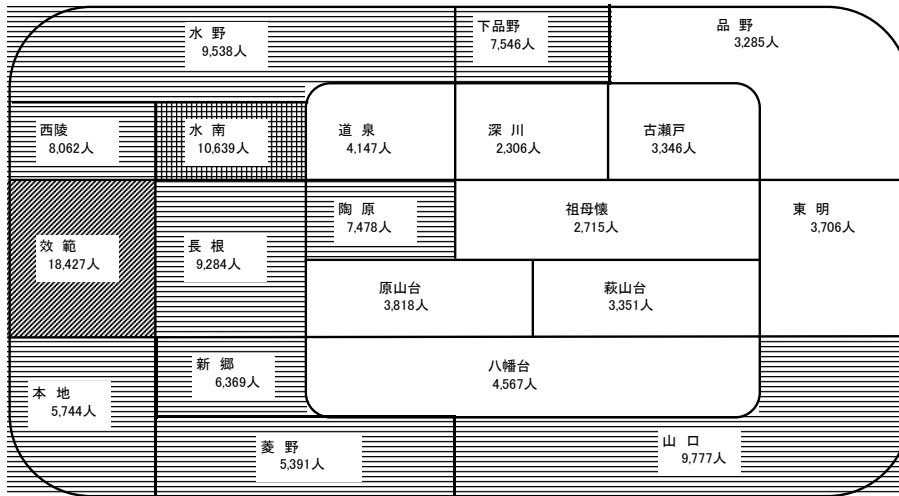 水 野
9,538人
下品野
7,546人
品 野
3,285人
西陵
8,062人
水 南
10,639人
道 泉
4,147人
深 川
2,306人
古瀬戸
3,346人
効 範
18,427人
長 根
9,284人
陶 原
7,478人
祖母懐
2,715人
東 明
3,706人
原山台
3,818人
萩山台
3,351人
本 地
5,744人
新 郷
6,369人
八幡台
4,567人
菱 野
5,391人
山 口
9,777人